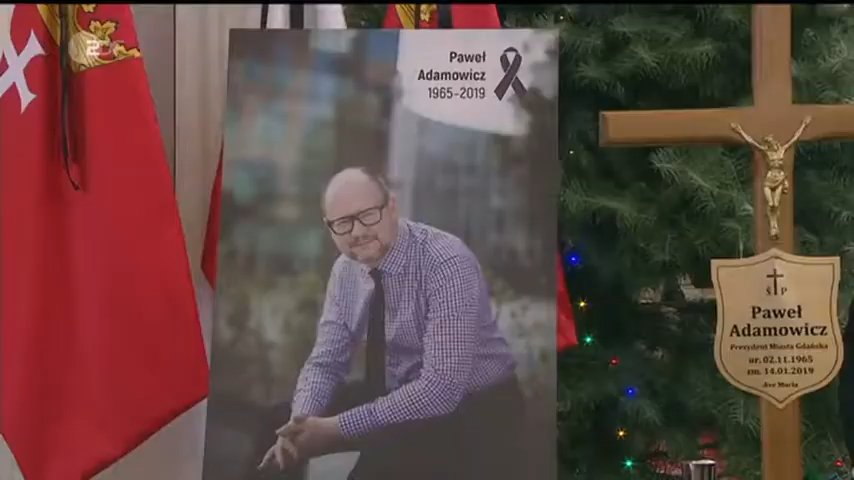 Paweł
Adamowicz
1965-2019
Ś P
Paweł
ADAMOWICZ
Prezydent Miasta Gdańska
ur. 02.11.1965
zm. 14.01.2019
Ave Maria